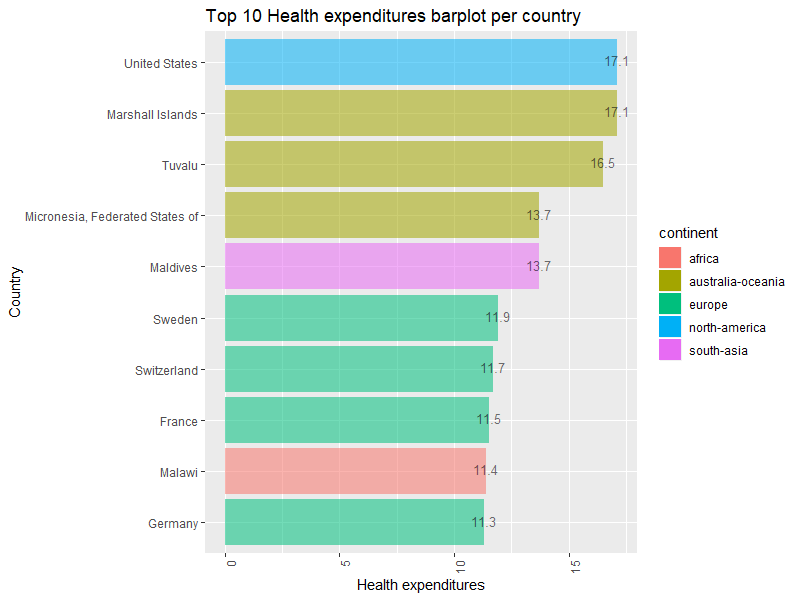 Top 10 Health expenditures barplot per country
United States
17.1
Marshall Islands
17.1
Tuvalu
16.5
Micronesia, Federated States of
13.7
Maldives
13.7
Sweden
11.9
Switzerland
11.7
France
11.5
Malawi
11.4
Germany
11.3
Country
0
5
10
15
Health expenditures
continent
africa
australia-oceania
europe
north-america
south-asia